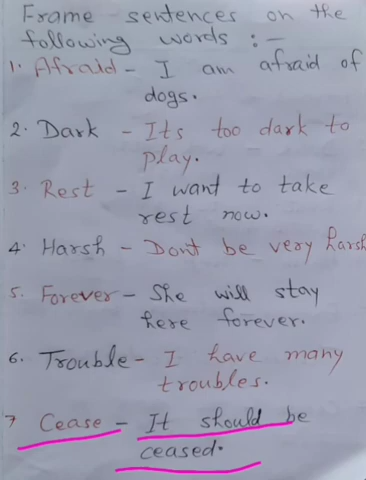 Frame sentences on the
following words :-
1. Afraid - I am afraid of
dogs.
2. Dark - Its too dark to
play.
3. Rest - I want to take
rest now.
4. Harsh - Dont be very harsh
5. Forever - She will stay
here forever.
6. Trouble - I have many
troubles.
7 Cease - It should be
ceased.